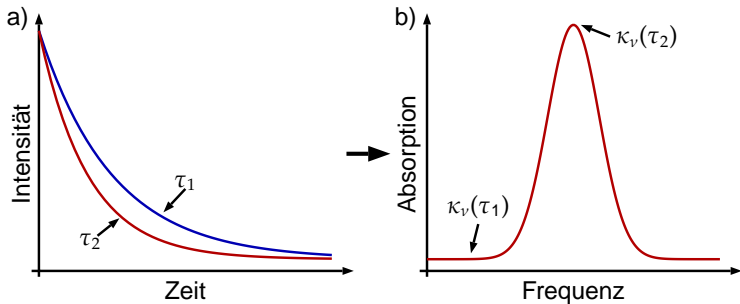 a)
Intensität
τ1
τ2
Zeit
b)
Absorption
κν(τ2)
κν(τ1)
Frequenz